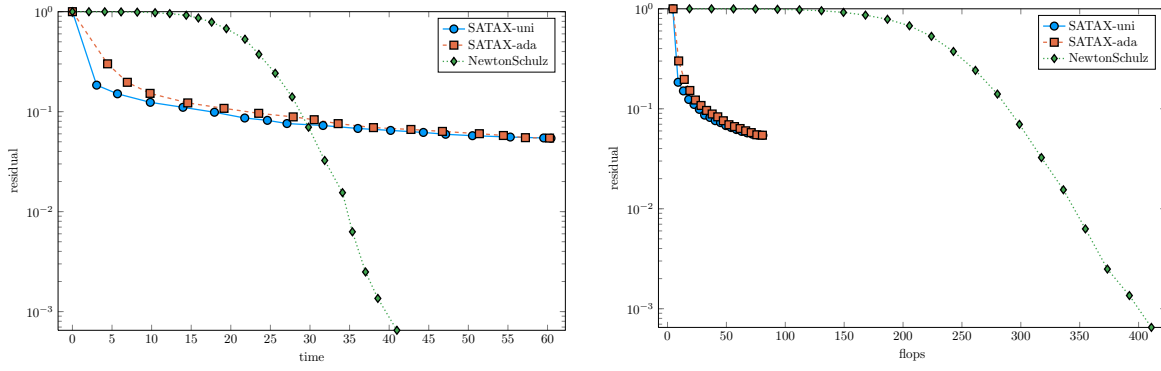 10^0
10^-1
10^-2
10^-3
residual
0 5 10 15 20 25 30 35 40 45 50 55 60
time
SATAX-uni
SATAX-ada
NewtonSchulz
10^0
10^-1
10^-2
10^-3
residual
0 50 100 150 200 250 300 350 400
flops
SATAX-uni
SATAX-ada
NewtonSchulz